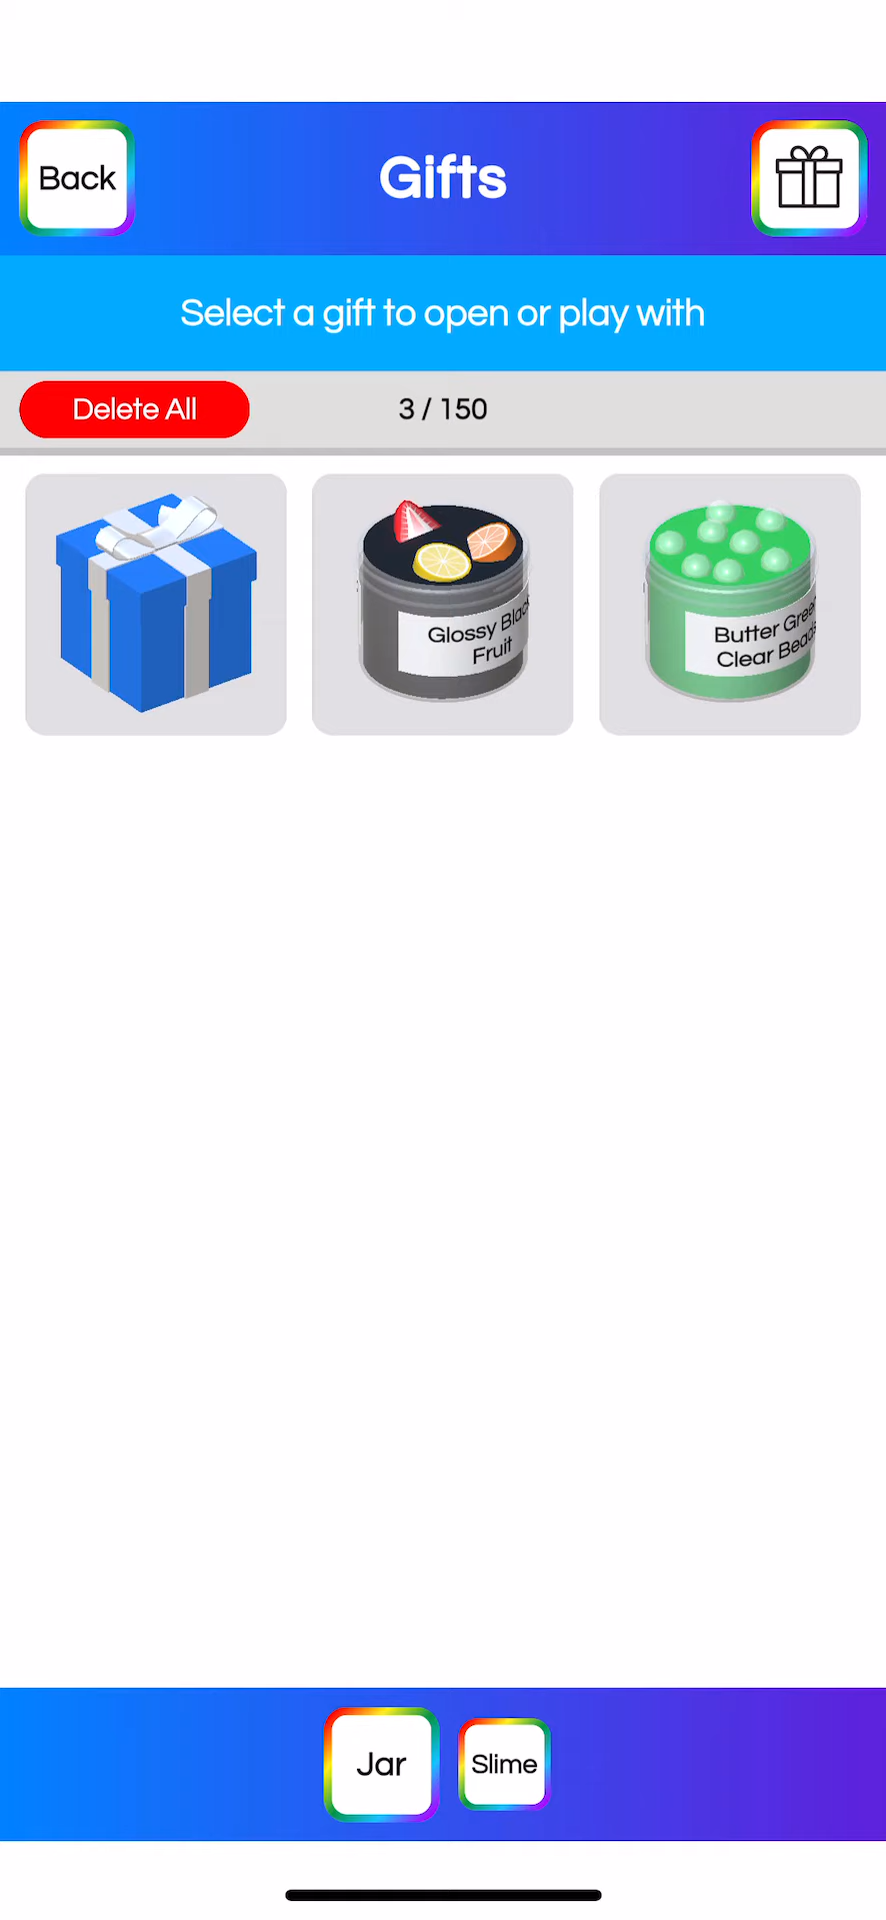 Back
Gifts
Select a gift to open or play with
Delete All
3 / 150
Glossy
Fruit
Butter
Clear
Jar
Slime